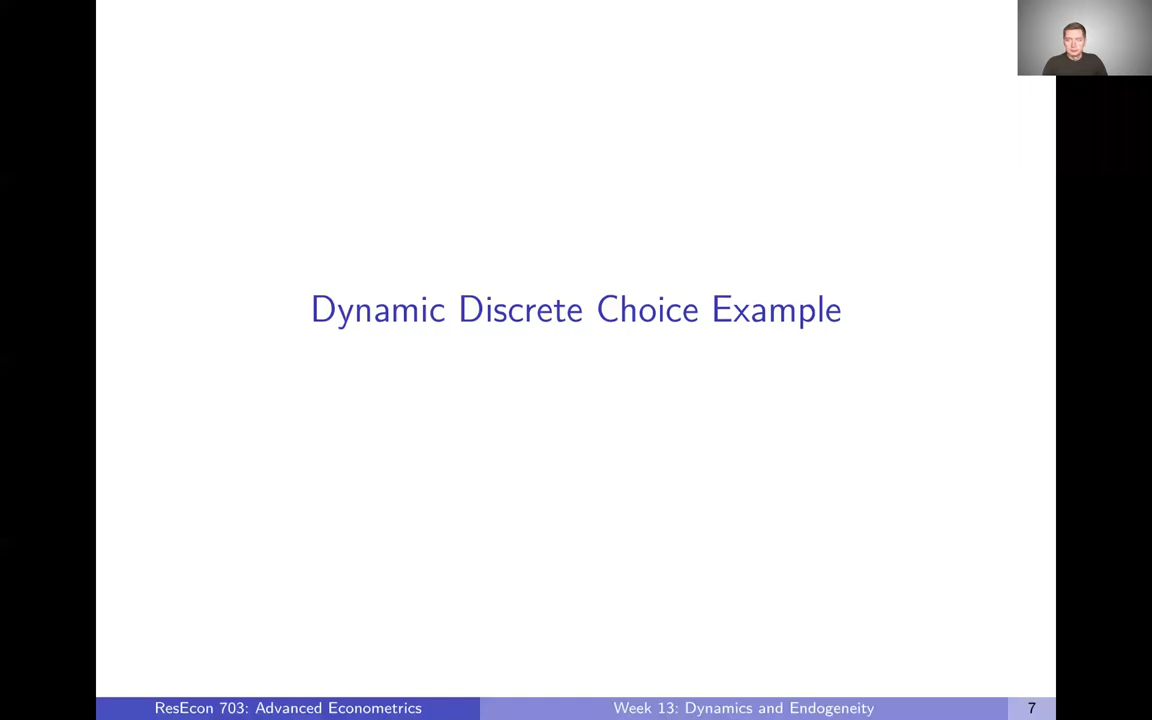 Dynamic Discrete Choice Example
ResEcon 703: Advanced Econometrics
Week 13: Dynamics and Endogeneity
7